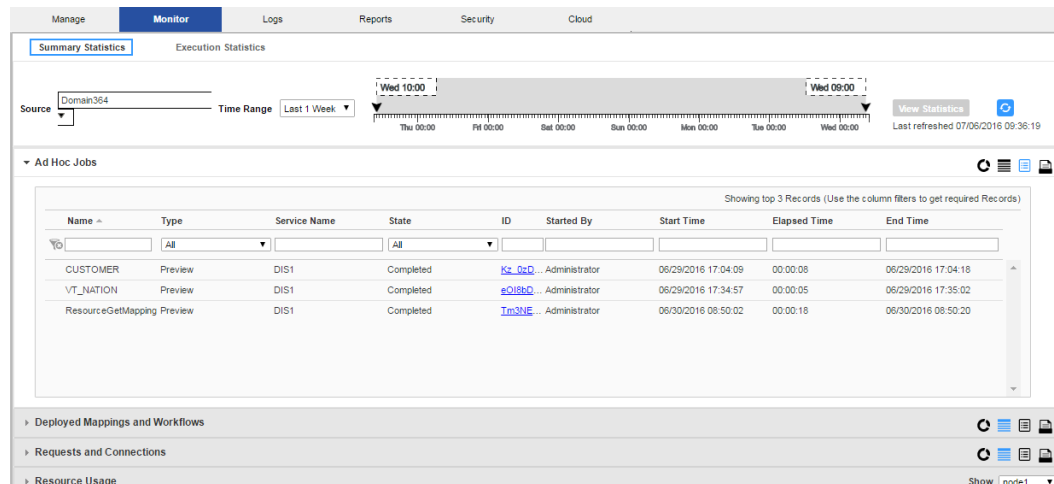 Manage Monitor Logs Reports Security Cloud
Summary Statistics Execution Statistics
Wed 10:00 Wed 09:00
Source Domain364 Time Range Last 1 Week View Statistics
Thu 00:00 Fri 00:00 Sat 00:00 Sun 00:00 Mon 00:00 Tue 00:00 Wed 00:00 Last refreshed 07/06/2016 09:36:19
Ad Hoc Jobs
Showing top 3 Records (Use the column filters to get required Records)
Name Type Service Name State ID Started By Start Time Elapsed Time End Time
All All
CUSTOMER Preview DIS1 Completed Kz_0zD... Administrator 06/29/2016 17:04:09 00:00:08 06/29/2016 17:04:18
VT_NATION Preview DIS1 Completed eOI8bD... Administrator 06/29/2016 17:34:57 00:00:05 06/29/2016 17:35:02
ResourceGetMapping Preview DIS1 Completed Tm3NE... Administrator 06/30/2016 08:50:02 00:00:18 06/30/2016 08:50:20
Deployed Mappings and Workflows
Requests and Connections
Resource Usage Show node1